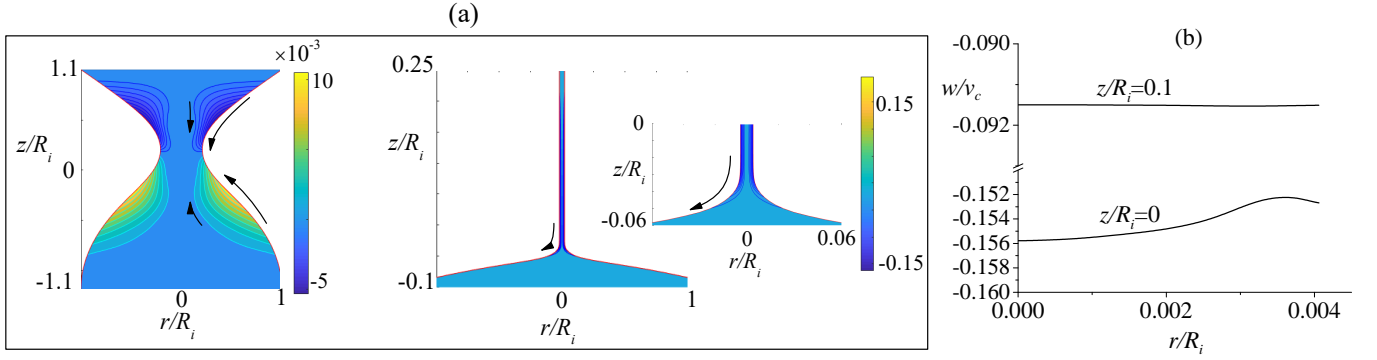 (a)
×10⁻³
1.1
10
z/Rᵢ
0
-1.1
-5
0
1
r/Rᵢ
0.25
z/Rᵢ
-0.1
0
1
r/Rᵢ
0
z/Rᵢ
-0.06
0
0.06
r/Rᵢ
0.15
-0.15
(b)
-0.090
w/v_c
z/Rᵢ=0.1
-0.092
-0.152
-0.154
z/Rᵢ=0
-0.156
-0.158
-0.160
0.000
0.002
0.004
r/Rᵢ